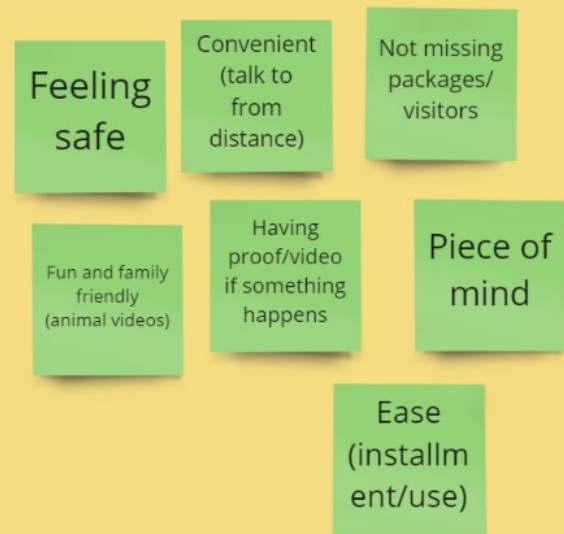 Feeling
safe
Convenient
(talk to
from
distance)
Not missing
packages/
visitors
Fun and family
friendly
(animal videos)
Having
proof/video
if something
happens
Piece of
mind
Ease
(installm
ent/use)